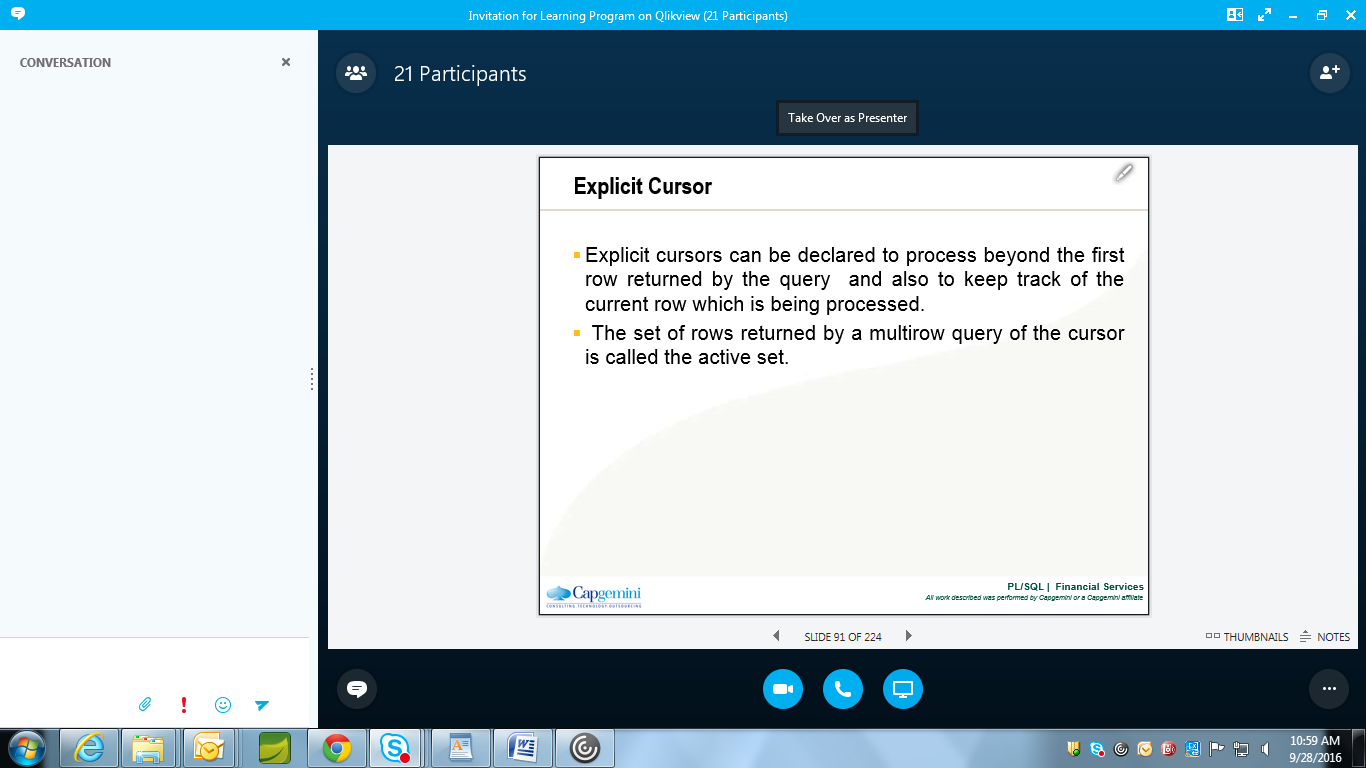 Invitation for Learning Program on Qlikview (21 Participants)
CONVERSATION
21 Participants
Take Over as Presenter
Explicit Cursor
Explicit cursors can be declared to process beyond the first
row returned by the query and also to keep track of the
current row which is being processed.
The set of rows returned by a multirow query of the cursor
is called the active set.
Capgemini
CONSULTING.TECHNOLOGY.OUTSOURCING
PL/SQL | Financial Services
All work described was performed by Capgemini or a Capgemini affiliate
SLIDE 91 OF 224
THUMBNAILS
NOTES
10:59 AM
9/28/2016